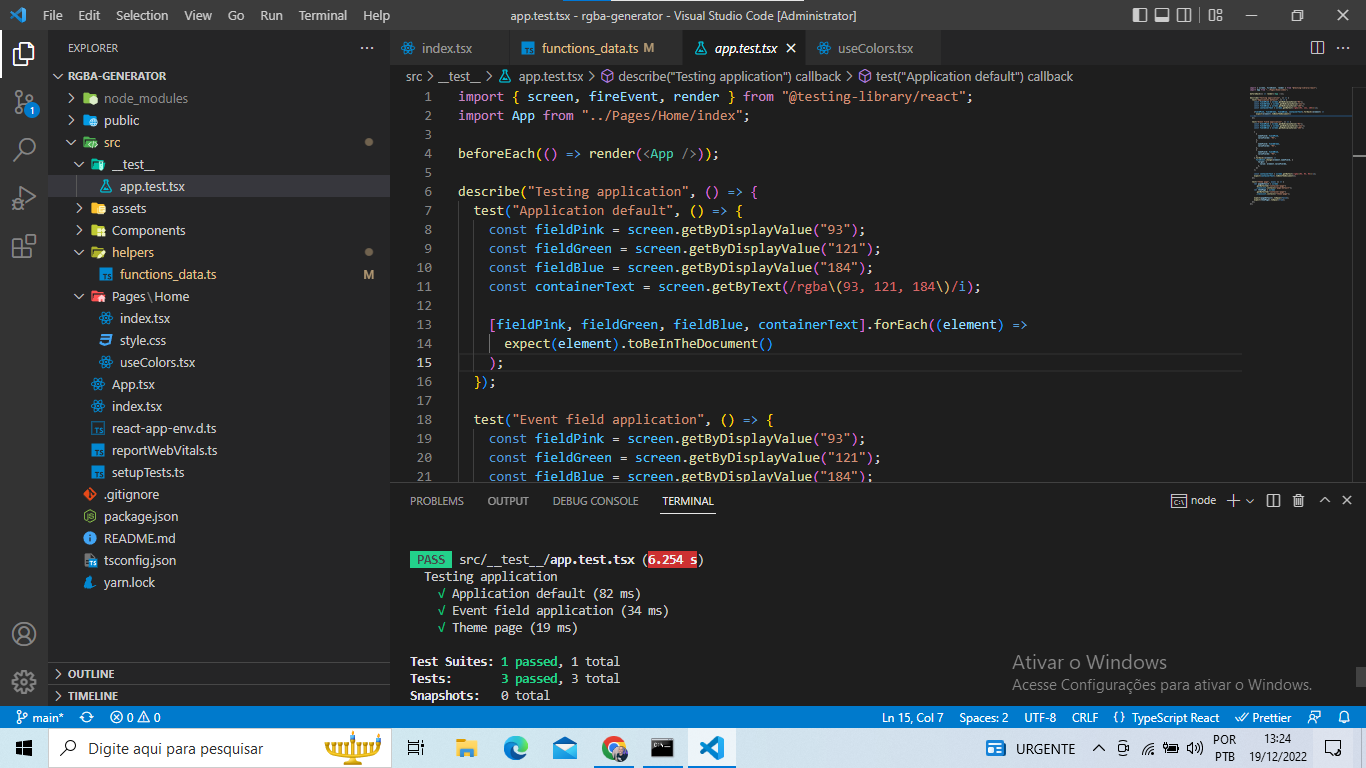 File Edit Selection View Go Run Terminal Help
app.test.tsx - rgba-generator - Visual Studio Code [Administrator]
EXPLORER
RGBA-GENERATOR
node_modules
public
src
__test__
app.test.tsx
assets
Components
helpers
functions_data.ts M
Pages\Home
index.tsx
style.css
useColors.tsx
App.tsx
index.tsx
react-app-env.d.ts
reportWebVitals.ts
setupTests.ts
.gitignore
package.json
README.md
tsconfig.json
yarn.lock
OUTLINE
TIMELINE
1
index.tsx functions_data.ts M app.test.tsx useColors.tsx
src > __test__ > app.test.tsx > describe("Testing application") callback > test("Application default") callback
1 import { screen, fireEvent, render } from "@testing-library/react";
2 import App from "../Pages/Home/index";
3
4 beforeEach(() => render(<App />));
5
6 describe("Testing application", () => {
7 test("Application default", () => {
8 const fieldPink = screen.getByDisplayValue("93");
9 const fieldGreen = screen.getByDisplayValue("121");
10 const fieldBlue = screen.getByDisplayValue("184");
11 const containerText = screen.getByText(/rgba\(93, 121, 184\)/i);
12
13 [fieldPink, fieldGreen, fieldBlue, containerText].forEach((element) =>
14 expect(element).toBeInTheDocument()
15 );
16 });
17
18 test("Event field application", () => {
19 const fieldPink = screen.getByDisplayValue("93");
20 const fieldGreen = screen.getByDisplayValue("121");
21 const fieldBlue = screen.getByDisplayValue("184");
PROBLEMS OUTPUT DEBUG CONSOLE TERMINAL
node
PASS src/__test__/app.test.tsx (6.254 s)
Testing application
√ Application default (82 ms)
√ Event field application (34 ms)
√ Theme page (19 ms)
Test Suites: 1 passed, 1 total
Tests: 3 passed, 3 total
Snapshots: 0 total
Ativar o Windows
Acesse Configurações para ativar o Windows.
main* 0 0
Ln 15, Col 7 Spaces: 2 UTF-8 CRLF {} TypeScript React Prettier
Digite aqui para pesquisar
URGENTE
POR
PTB
13:24
19/12/2022